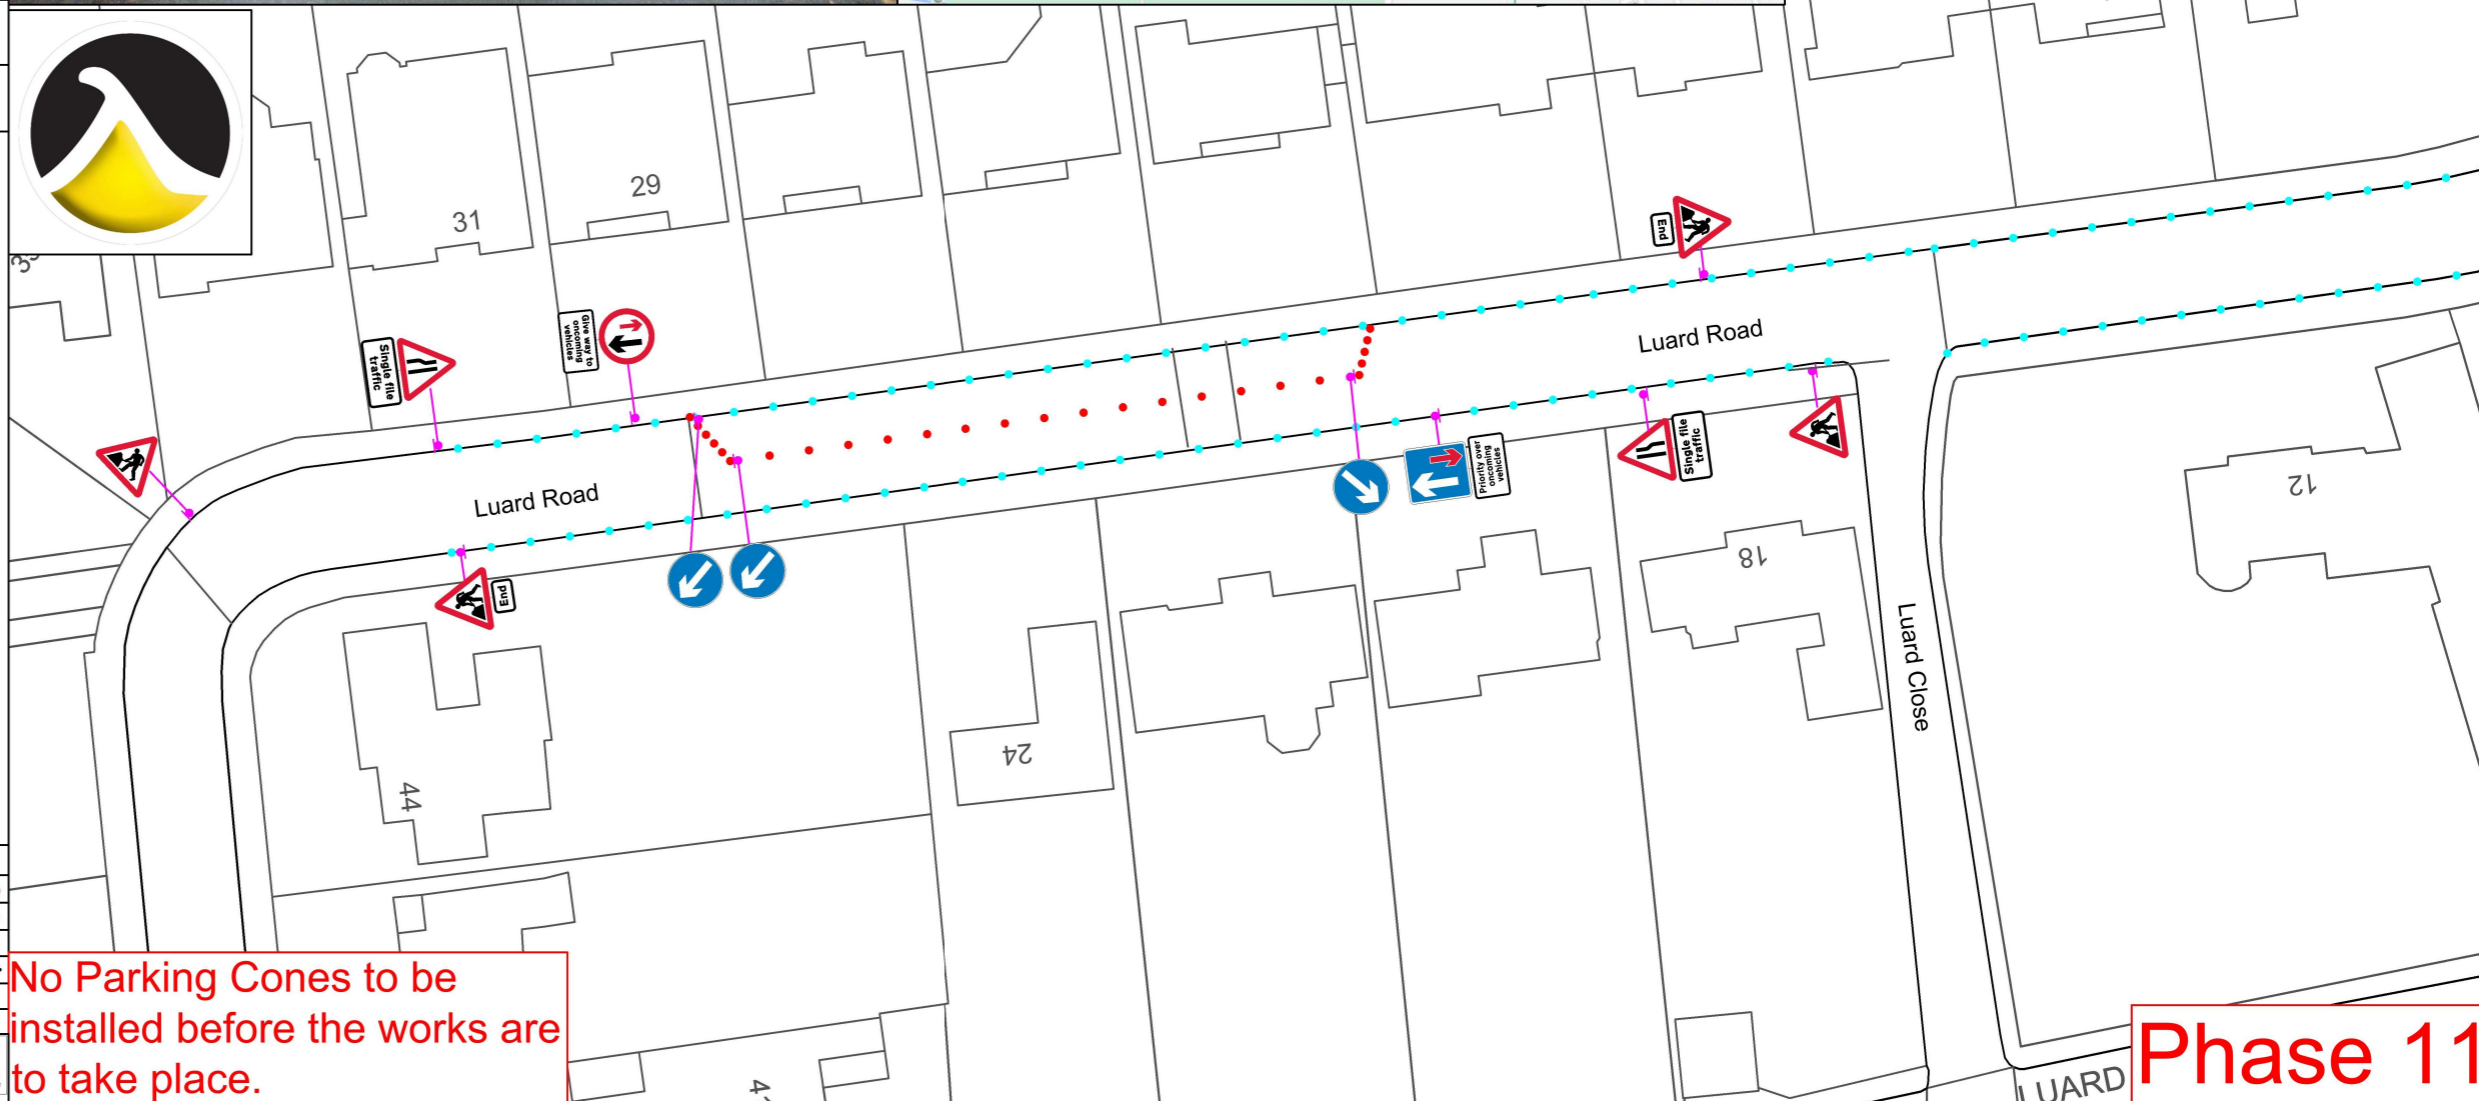 31
29
End
Give way to
oncoming
vehicles
Single file
traffic
Luard Road
Luard Road
Priority over
oncoming
vehicles
Single file
traffic
12
18
End
Luard Close
24
44
No Parking Cones to be
installed before the works are
to take place.
Phase 11
LUARD